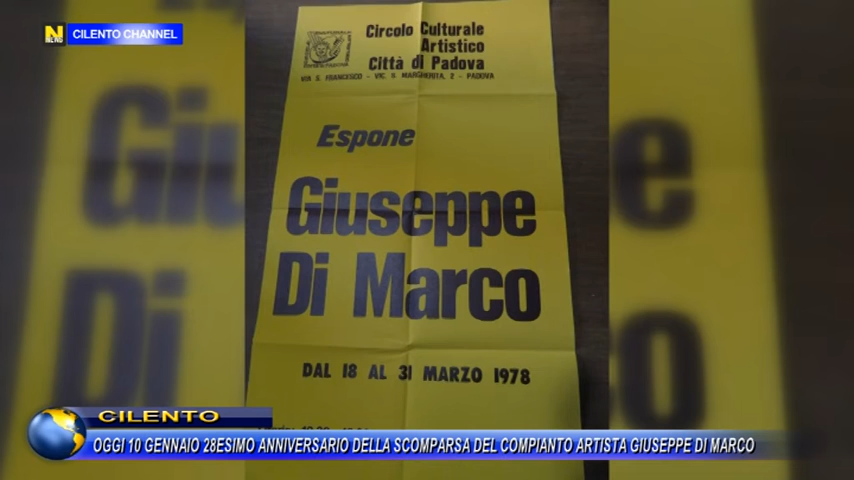 CILENTO CHANNEL
Circolo Culturale
Artistico
Città di Padova
VIA S. FRANCESCO - VIC. S. MARGHERITA, 2 - PADOVA
Espone
Giuseppe
Di Marco
DAL 18 AL 31 MARZO 1978
CILENTO
OGGI 10 GENNAIO 28ESIMO ANNIVERSARIO DELLA SCOMPARSA DEL COMPIANTO ARTISTA GIUSEPPE DI MARCO